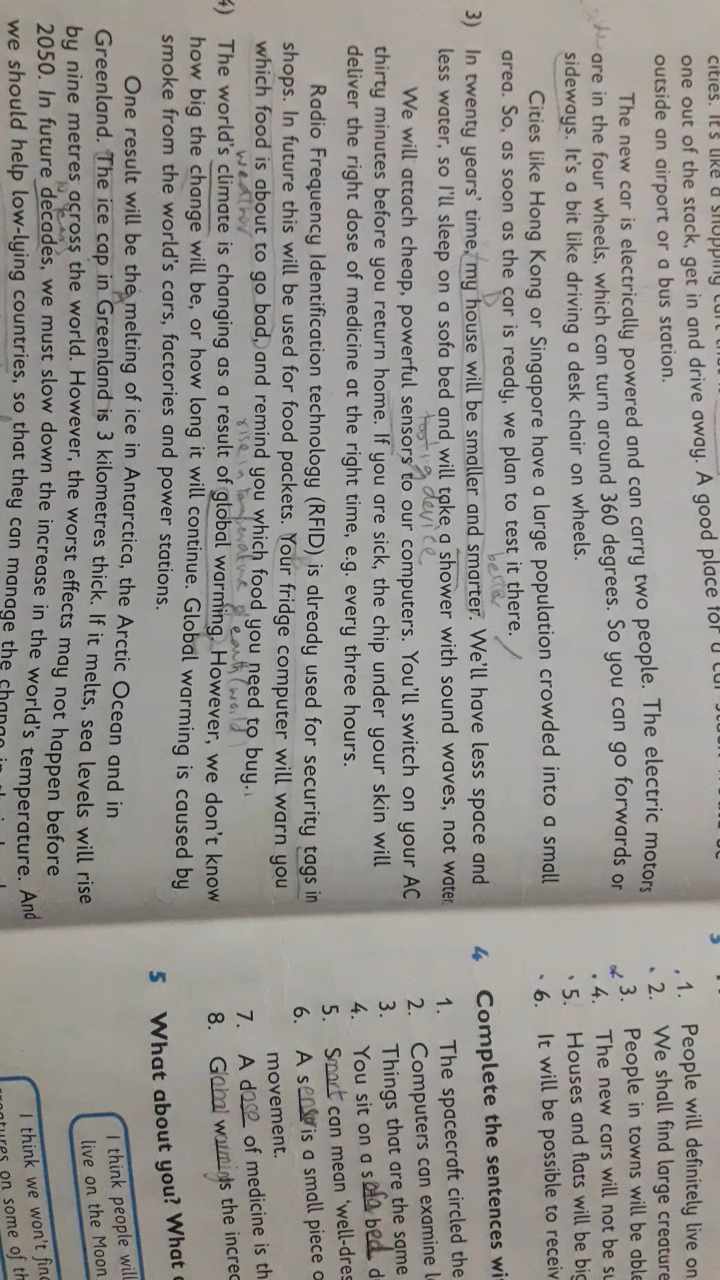 cities. It's like a shopping
one out of the stack, get in and drive away. A good place for a
outside an airport or a bus station.
The new car is electrically powered and can carry two people. The electric motors
are in the four wheels, which can turn around 360 degrees. So you can go forwards or
sideways. It's a bit like driving a desk chair on wheels.
Cities like Hong Kong or Singapore have a large population crowded into a small
area. So, as soon as the car is ready, we plan to test it there.
better
3) In twenty years' time, my house will be smaller and smarter. We'll have less space and
less water, so I'll sleep on a sofa bed and will take a shower with sound waves, not water.
device
We will attach cheap, powerful sensors to our computers. You'll switch on your AC
thirty minutes before you return home. If you are sick, the chip under your skin will
deliver the right dose of medicine at the right time, e.g. every three hours.
Radio Frequency Identification technology (RFID) is already used for security tags in
shops. In future this will be used for food packets. Your fridge computer will warn you
which food is about to go bad, and remind you which food you need to buy.
weather rise in temperature of earth (world)
4) The world's climate is changing as a result of global warming. However, we don't know
how big the change will be, or how long it will continue. Global warming is caused by
smoke from the world's cars, factories and power stations.
One result will be the melting of ice in Antarctica, the Arctic Ocean and in
Greenland. The ice cap in Greenland is 3 kilometres thick. If it melts, sea levels will rise
by nine metres across the world. However, the worst effects may not happen before
2050. In future decades, we must slow down the increase in the world's temperature. And
we should help low-lying countries, so that they can manage the change in
1. People will definitely live on
2. We shall find large creature
3. People in towns will be able
4. The new cars will not be su
5. Houses and flats will be big
6. It will be possible to receiv
4 Complete the sentences wi
1. The spacecraft circled the
2. Computers can examine l
3. Things that are the same
4. You sit on a sofa bed d
5. Smart can mean 'well-dres
6. A sensor is a small piece o
movement.
7. A dose of medicine is th
8. Global warming is the increa
5 What about you? What
I think people will
live on the Moon
I think we won't find
creatures on some of th